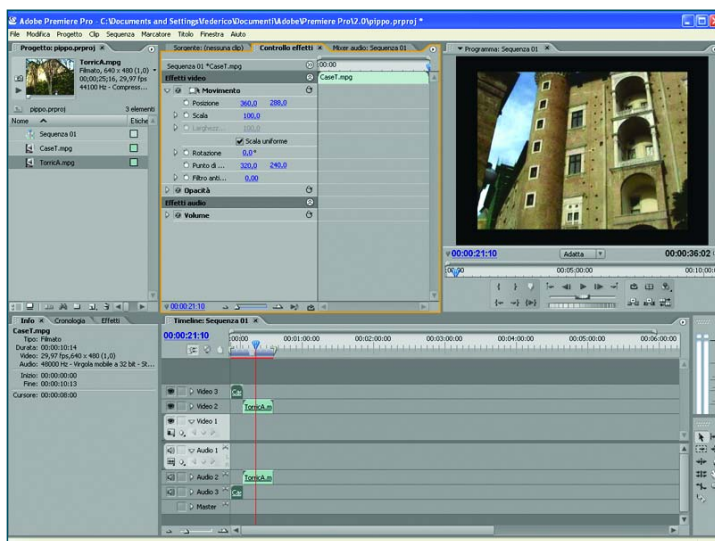 Adobe Premiere Pro - C:\Documents and Settings\Federico\Documenti\Adobe\Premiere Pro\2.0\pippo.prproj *
File Modifica Progetto Clip Sequenza Marcatore Titolo Finestra Aiuto
Progetto: pippo.prproj
TorricA.mpg
Filmato, 640 x 480 (1,0)
00;00;25;16, 29,97 fps
44100 Hz - Compress...
pippo.prproj 3 elementi
Nome Etiche
Sequenza 01
CaseT.mpg
TorricA.mpg
Sorgente: (nessuna clip) Controllo effetti Mixer audio: Sequenza 01
Sequenza 01 *CaseT.mpg
:00:00
Effetti video
CaseT.mpg
Movimento
Posizione 360,0 288,0
Scala 100,0
Larghezz... 100,0
Scala uniforme
Rotazione 0,0°
Punto di ... 320,0 240,0
Filtro anti... 0,00
Opacità
Effetti audio
Volume
00:00:21:10
Programma: Sequenza 01
00:00:21:10 Adatta 00:00:36:02
00:00 00:05:00:00 00:10:00:
Info Cronologia Effetti
CaseT.mpg
Tipo: Filmato
Durata: 00:00:10:14
Video: 29,97 fps, 640 x 480 (1,0)
Audio: 48000 Hz - Virgola mobile a 32 bit - St...
Inizio: 00:00:00:00
Fine: 00:00:10:13
Cursore: 00:00:08:00
Timeline: Sequenza 01
00:00:21:10
:00:00 00:01:00:00 00:02:00:00 00:03:00:00 00:04:00:00 00:05:00:00 00:06:00:00
Video 3 Cas
Video 2 TorricA.m
Video 1
Audio 1
Audio 2 TorricA.m
Audio 3 Cas
Master